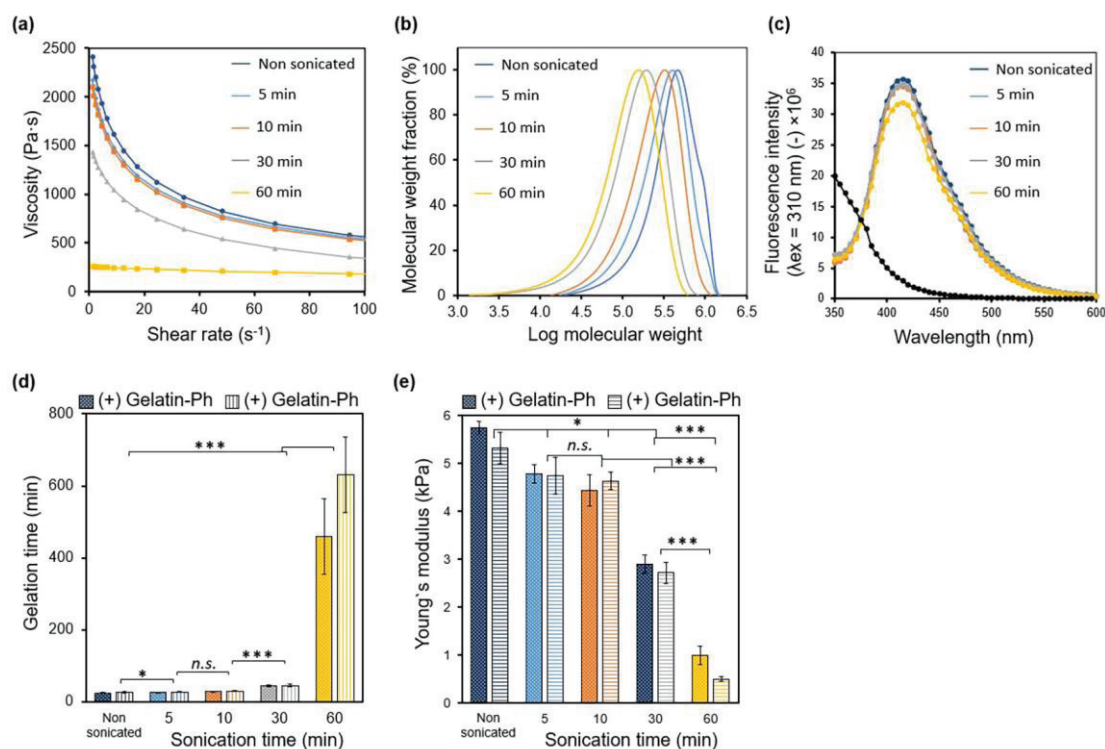 (a)
2500
2000
1500
1000
500
0
Viscosity (Pa·s)
Non sonicated
5 min
10 min
30 min
60 min
0 20 40 60 80 100
Shear rate (s⁻¹)
(b)
120
100
80
60
40
20
0
Molecular weight fraction (%)
Non sonicated
5 min
10 min
30 min
60 min
3.0 3.5 4.0 4.5 5.0 5.5 6.0 6.5
Log molecular weight
(c)
40
35
30
25
20
15
10
5
0
Fluorescence intensity
(λex = 310 nm) (-) ×10⁶
Non sonicated
5 min
10 min
30 min
60 min
350 400 450 500 550 600
Wavelength (nm)
(d)
(+) Gelatin-Ph (+) Gelatin-Ph
800
600
400
200
0
Gelation time (min)
***
*
n.s.
***
Non
sonicated
5 10 30 60
Sonication time (min)
(e)
(+) Gelatin-Ph (+) Gelatin-Ph
6
5
4
3
2
1
0
Young`s modulus (kPa)
*
***
n.s.
***
***
Non
sonicated
5 10 30 60
Sonication time (min)